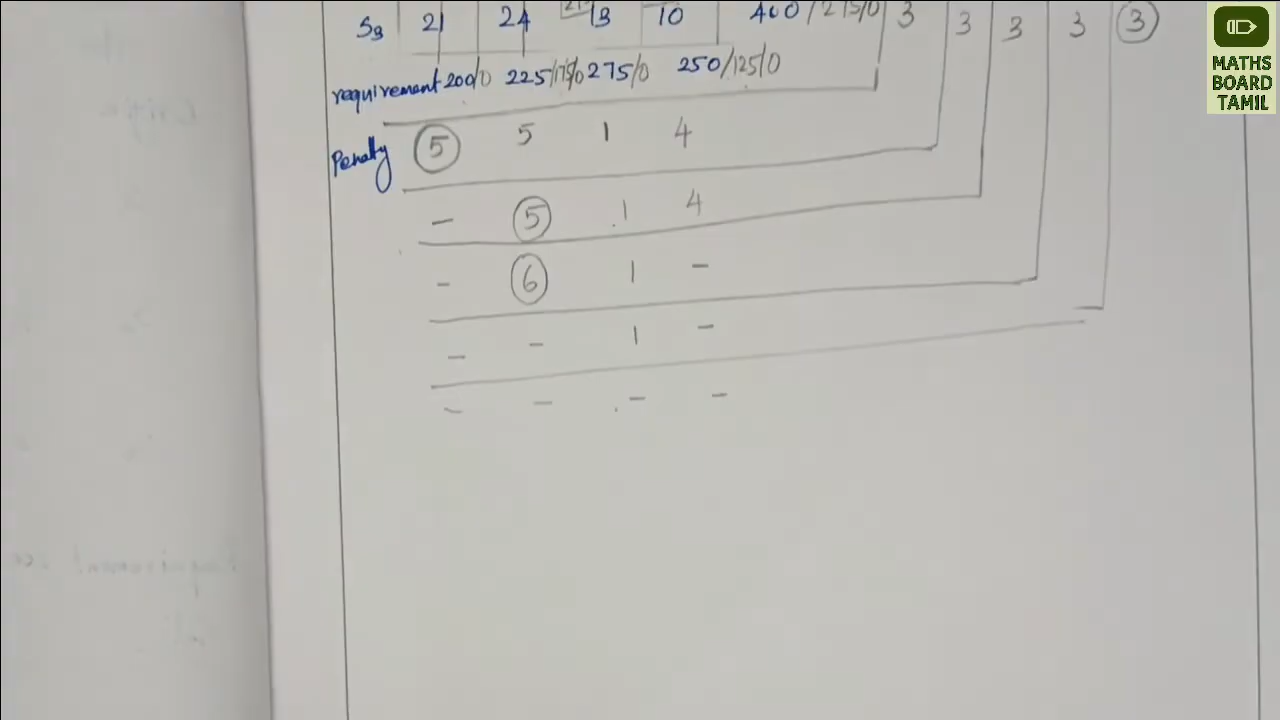 S3 21 24 13 10 400/275/0 3 3 3 3 3
requirement 200/0 225/175/0 275/0 250/125/0
Penalty 5 5 1 4
- 5 1 4
- 6 1 -
- - 1 -
- - - -
MATHS
BOARD
TAMIL